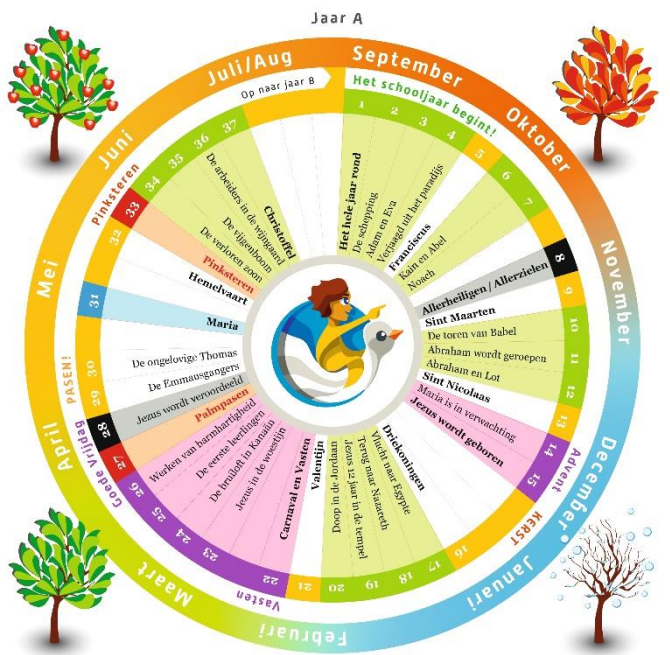 Jaar A
September
Oktober
November
December
Januari
Februari
Maart
April
Mei
Juni
Juli/Aug
Op naar jaar B
Het schooljaar begint!
Advent
KERST
Vasten
Goede Vrijdag
PASEN!
Pinksteren
1 Het hele jaar rond
2 De schepping
3 Adam en Eva
4 Verjaagd uit het paradijs
5 Franciscus
6 Kaïn en Abel
7 Noach
8 Allerheiligen / Allerzielen
9 Sint Maarten
10 De toren van Babel
11 Abraham wordt geroepen
12 Abraham en Lot
13 Sint Nicolaas
14 Maria is in verwachting
15 Jezus wordt geboren
16 Driekoningen
17 Vlucht naar Egypte
18 Terug naar Nazareth
19 Jezus 12 jaar in de tempel
20 Doop in de Jordaan
21 Valentijn
22 Carnaval en Vasten
23 Jezus in de woestijn
24 De bruiloft in Kanaän
25 De eerste leerlingen
26 Werken van barmhartigheid
27 Palmpasen
28 Jezus wordt veroordeeld
29 De Emmausgangers
30 De ongelovige Thomas
31 Maria
32 Hemelvaart
33 Pinksteren
34 De verloren zoon
35 De vijgenboom
36 De arbeiders in de wijngaard
37 Christoffel